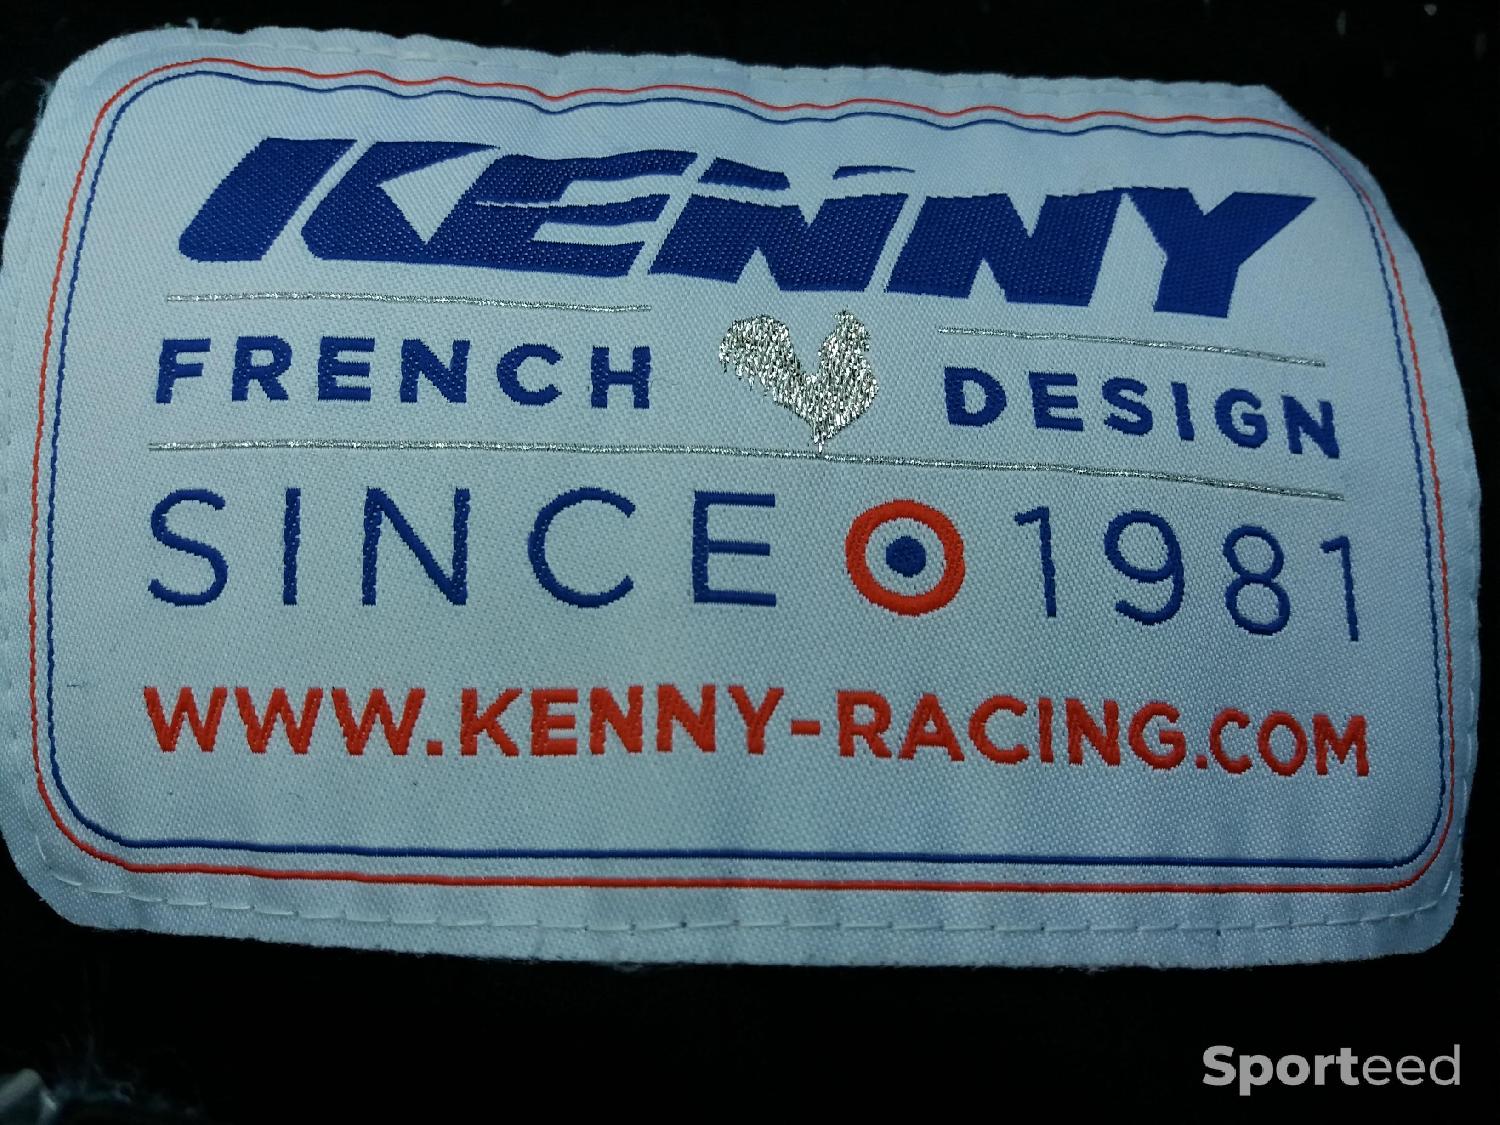 KENNY
FRENCH DESIGN
SINCE 1981
WWW.KENNY-RACING.COM
Sporteed